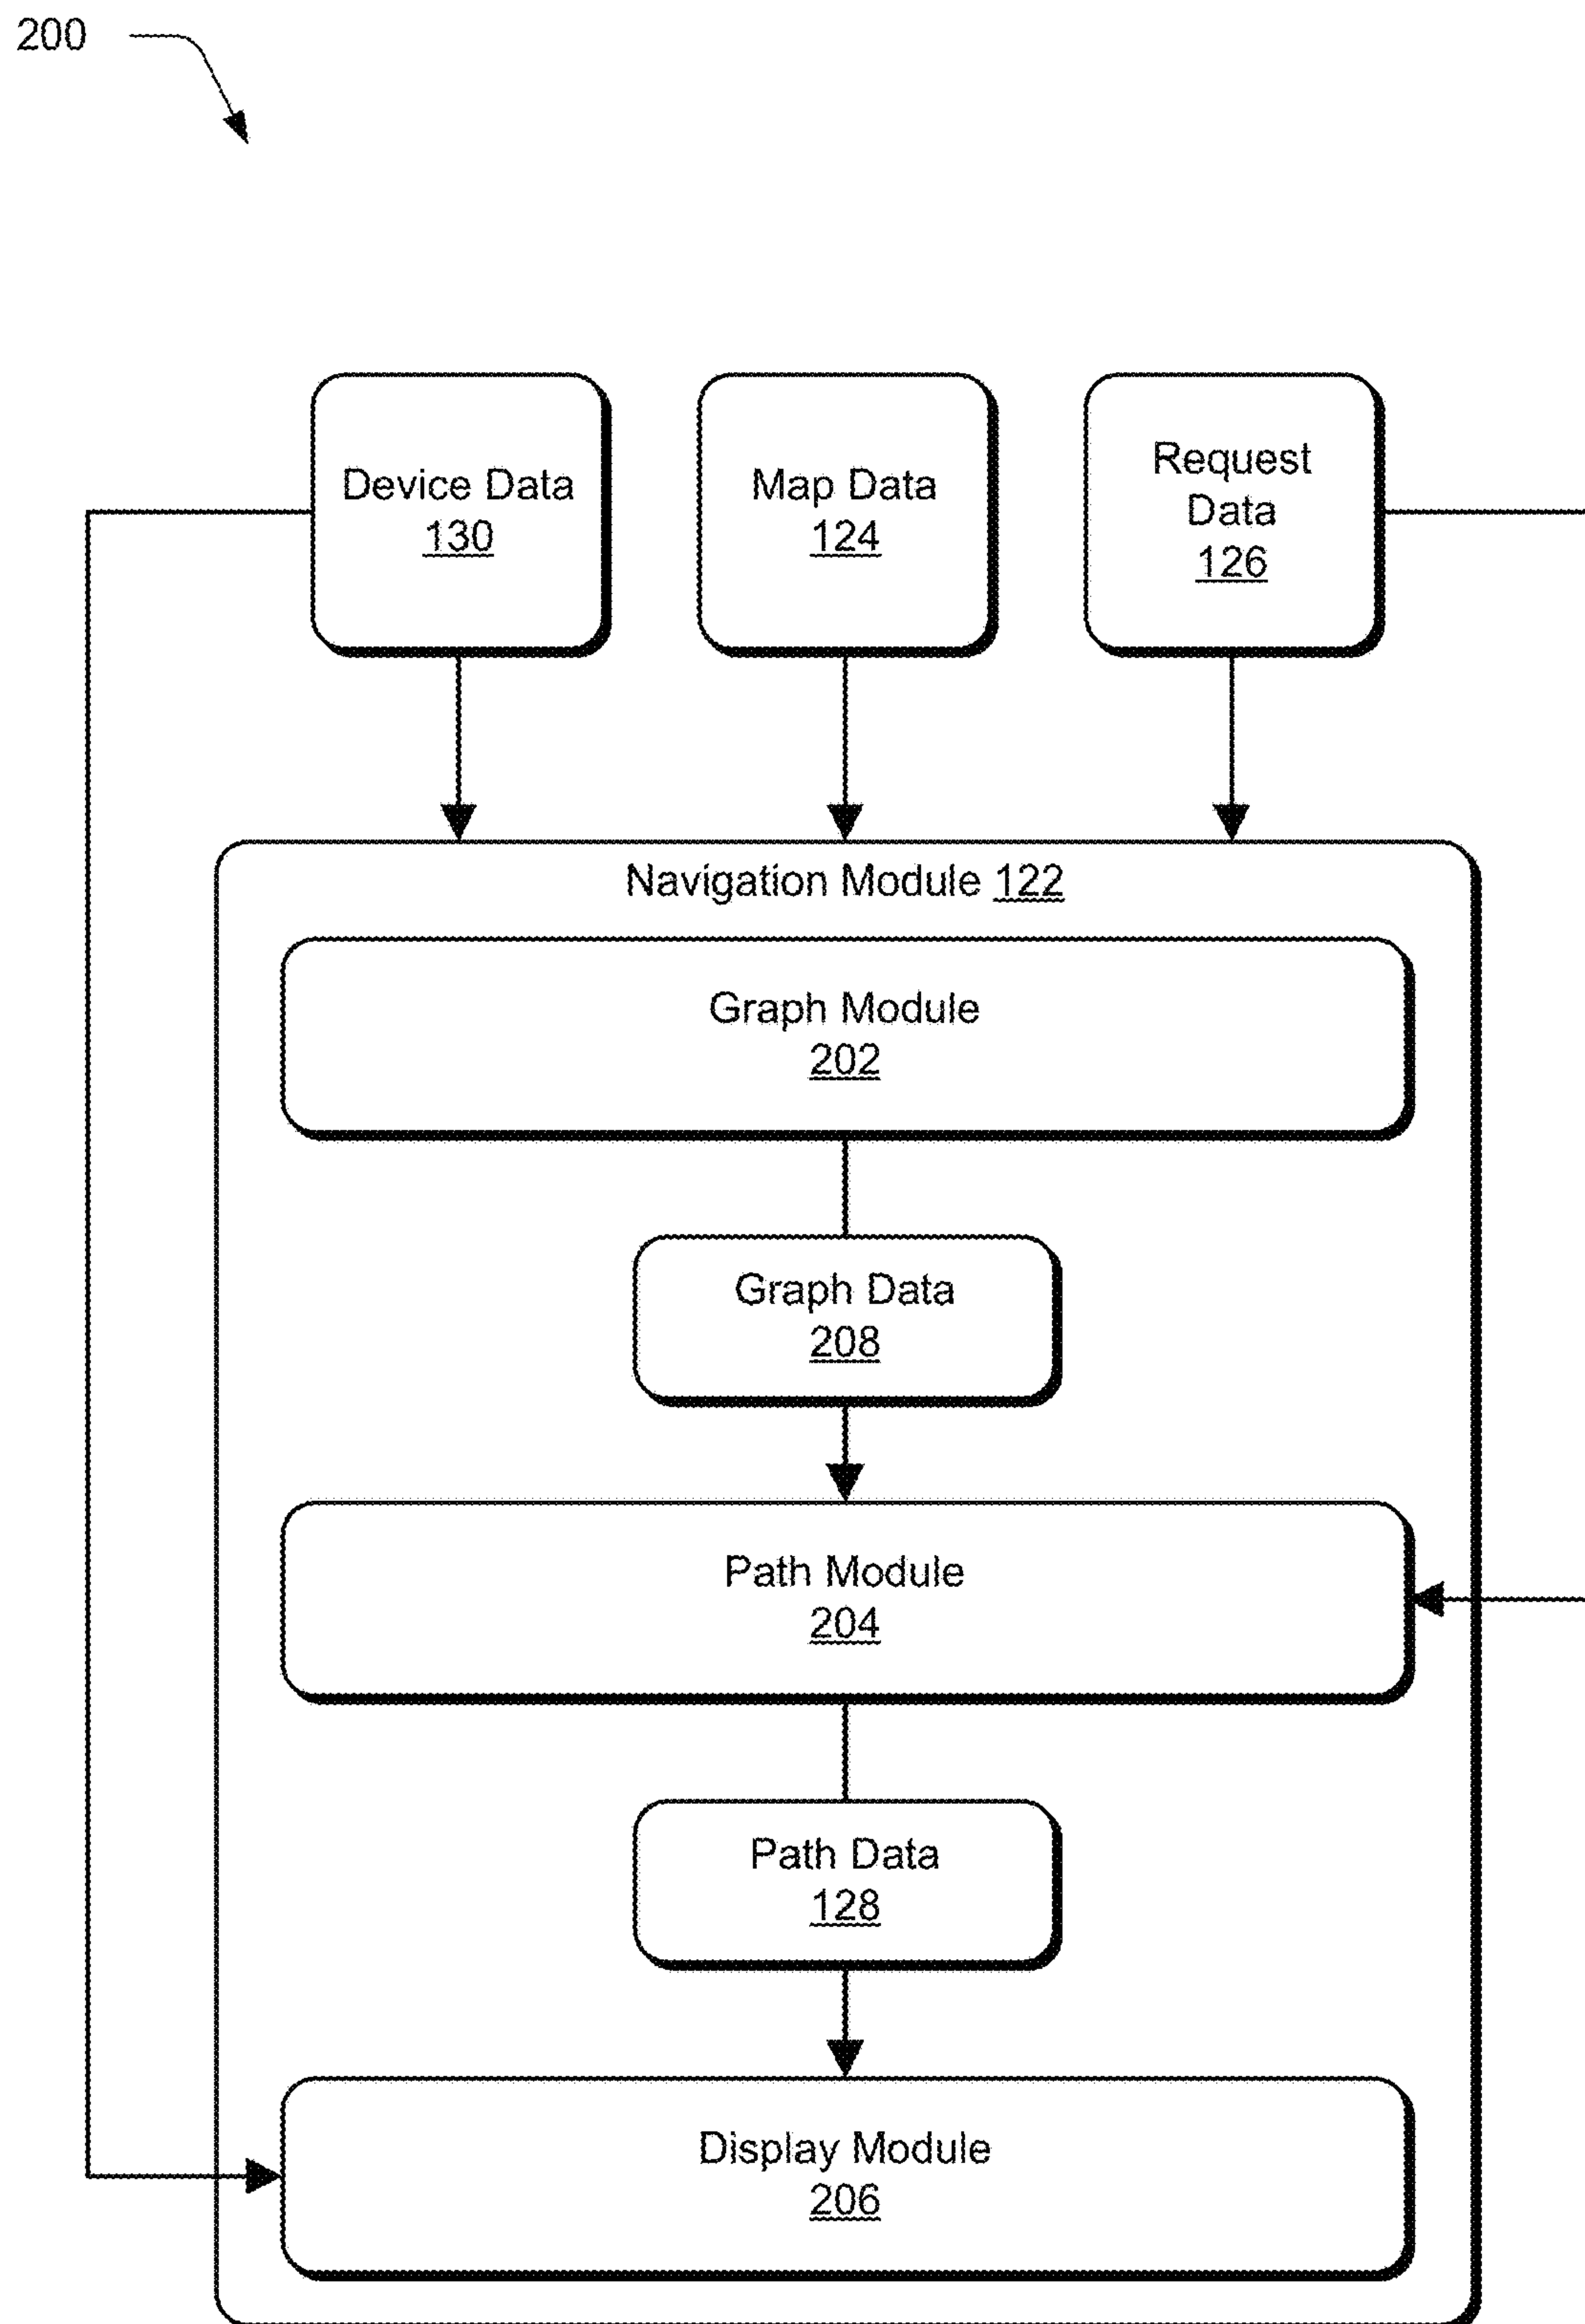 200
Device Data
130
Map Data
124
Request
Data
126
Navigation Module 122
Graph Module
202
Graph Data
208
Path Module
204
Path Data
128
Display Module
206